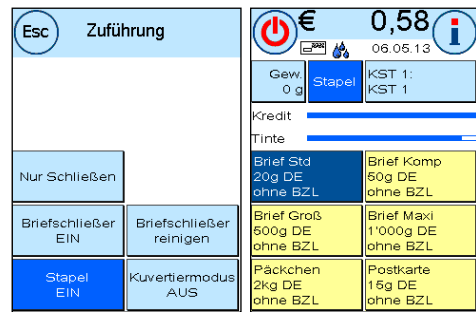 Esc
Zuführung
Nur Schließen
Briefschließer
EIN
Briefschließer
reinigen
Stapel
EIN
Kuvertiermodus
AUS
€ 0,58
i
06.05.13
Gew.
0 g
Stapel
KST 1:
KST 1
Kredit
Tinte
Brief Std
20g DE
ohne BZL
Brief Komp
50g DE
ohne BZL
Brief Groß
500g DE
ohne BZL
Brief Maxi
1'000g DE
ohne BZL
Päckchen
2kg DE
ohne BZL
Postkarte
15g DE
ohne BZL